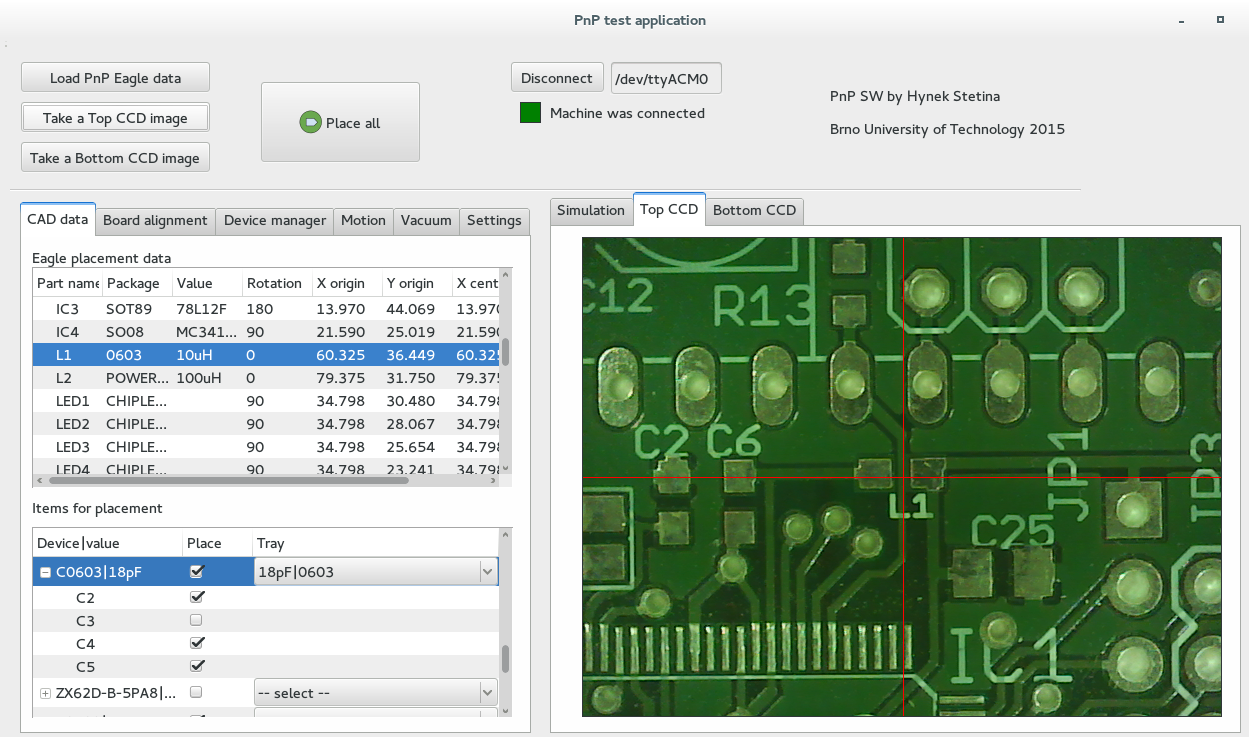 PnP test application
Load PnP Eagle data
Take a Top CCD image
Take a Bottom CCD image
Place all
Disconnect /dev/ttyACM0
Machine was connected
PnP SW by Hynek Stetina
Brno University of Technology 2015
CAD data Board alignment Device manager Motion Vacuum Settings
Eagle placement data
Part name Package Value Rotation X origin Y origin X cent
IC3 SOT89 78L12F 180 13.970 44.069 13.970
IC4 SO08 MC341... 90 21.590 25.019 21.590
L1 0603 10uH 0 60.325 36.449 60.325
L2 POWER... 100uH 0 79.375 31.750 79.375
LED1 CHIPLE... 90 34.798 30.480 34.798
LED2 CHIPLE... 90 34.798 28.067 34.798
LED3 CHIPLE... 90 34.798 25.654 34.798
LED4 CHIPLE... 90 34.798 23.241 34.798
Items for placement
Device|value Place Tray
C0603|18pF 18pF|0603
C2
C3
C4
C5
ZX62D-B-5PA8|... -- select --
Simulation Top CCD Bottom CCD
C12 R13
C2 C6
L1
JP1
JP3
C25
IC1